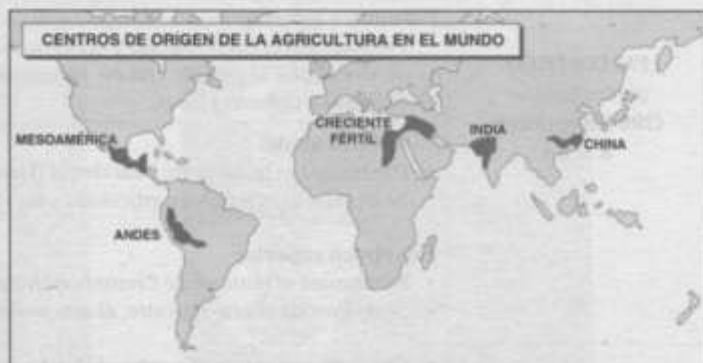 CENTROS DE ORIGEN DE LA AGRICULTURA EN EL MUNDO
MESOAMÉRICA
CRECIENTE
FÉRTIL
INDIA
CHINA
ANDES